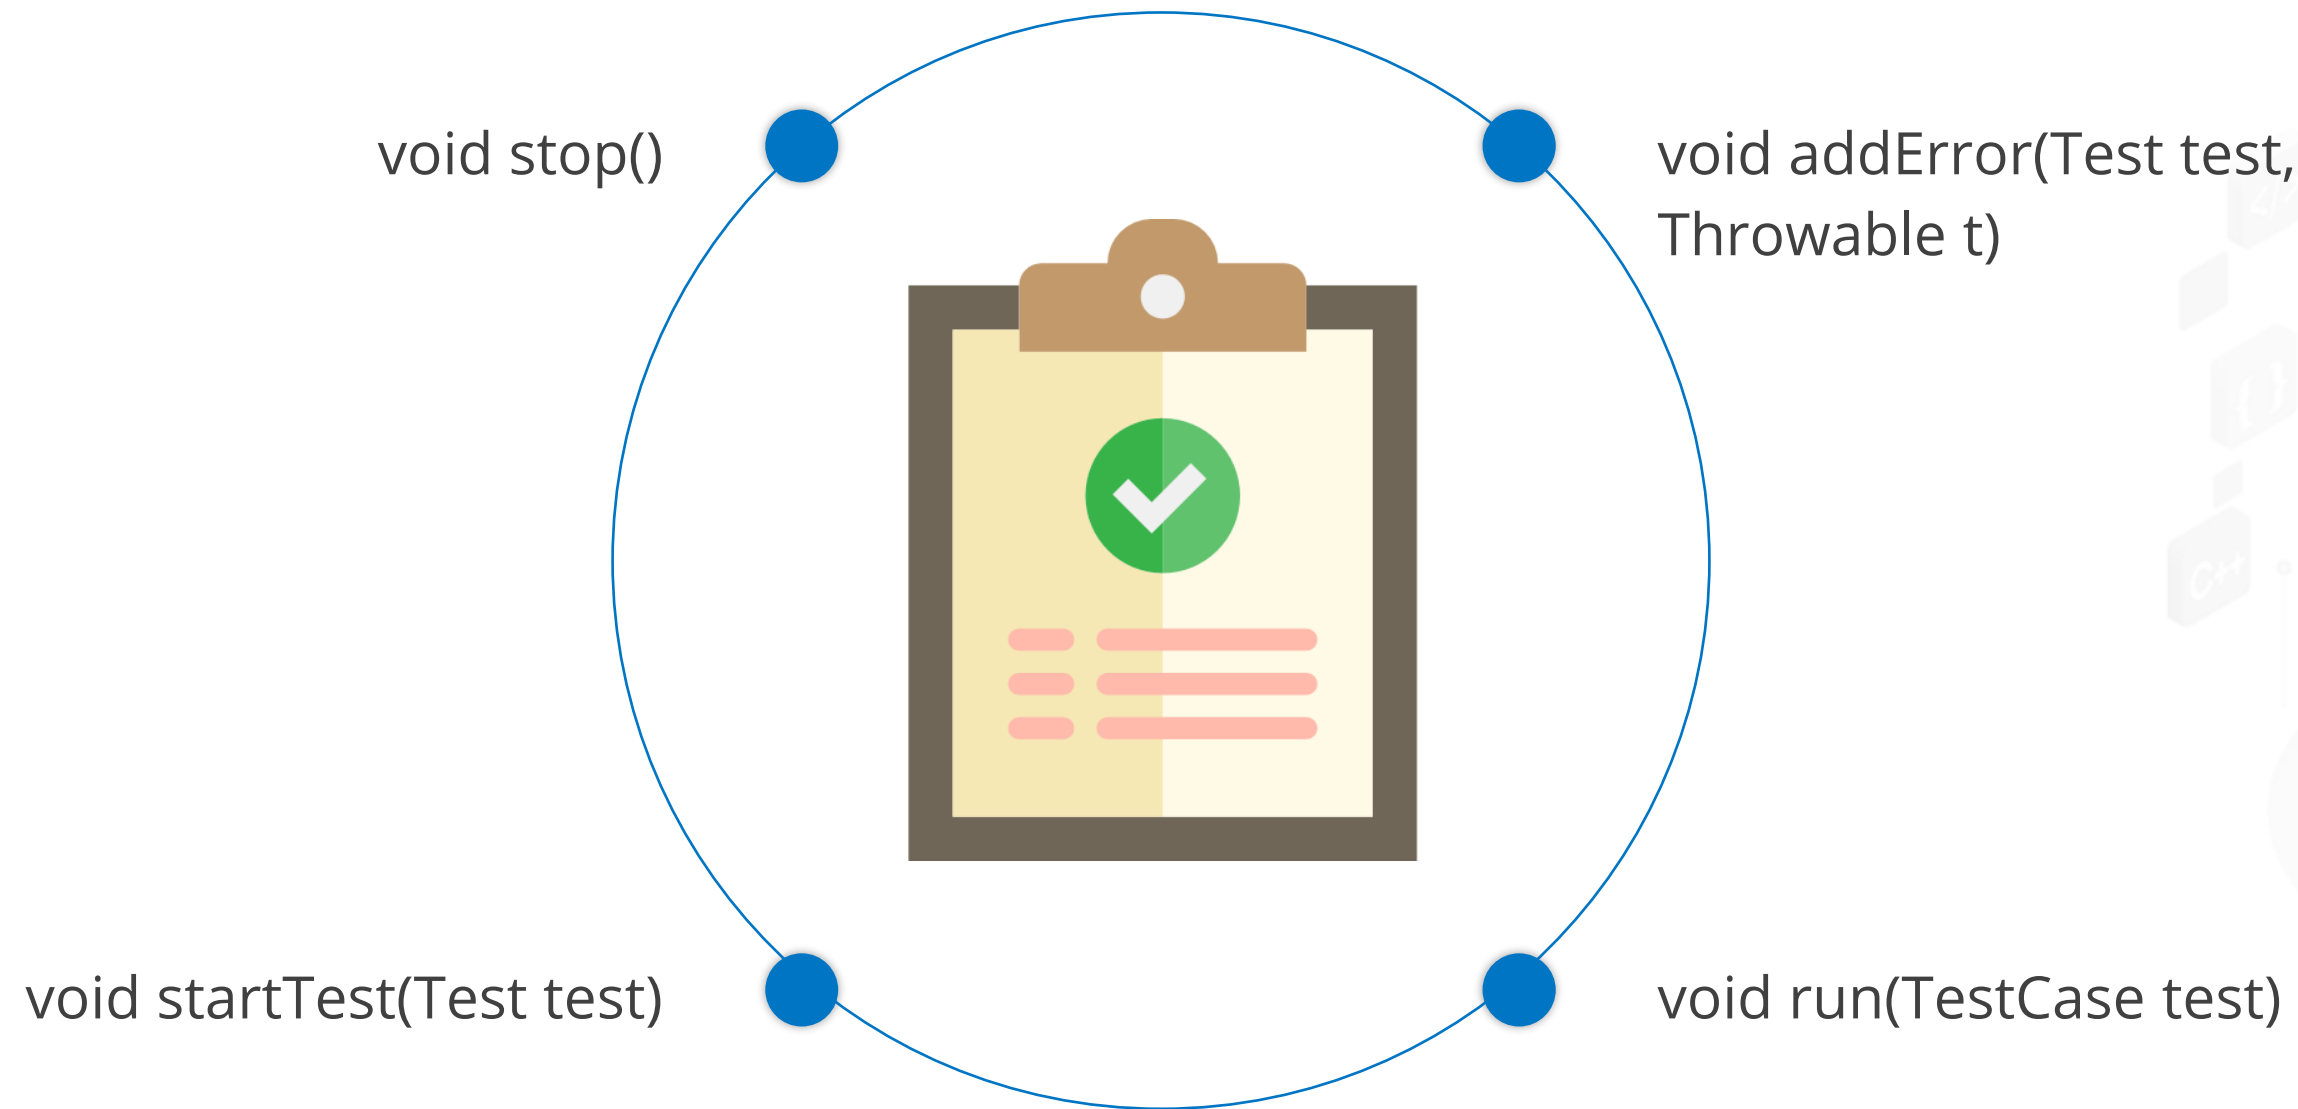 void stop()
void addError(Test test,
Throwable t)
void startTest(Test test)
void run(TestCase test)
</ >
{ }
C++